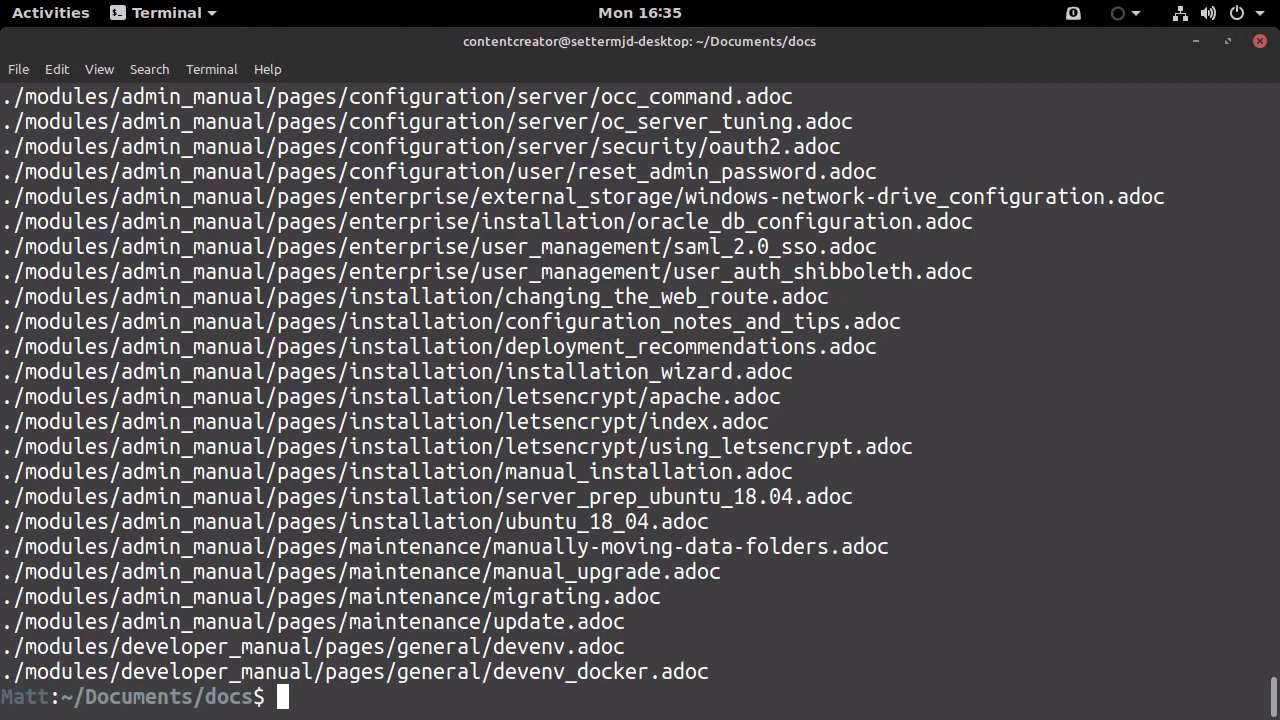 Activities Terminal Mon 16:35
contentcreator@settermjd-desktop: ~/Documents/docs
File Edit View Search Terminal Help
./modules/admin_manual/pages/configuration/server/occ_command.adoc
./modules/admin_manual/pages/configuration/server/oc_server_tuning.adoc
./modules/admin_manual/pages/configuration/server/security/oauth2.adoc
./modules/admin_manual/pages/configuration/user/reset_admin_password.adoc
./modules/admin_manual/pages/enterprise/external_storage/windows-network-drive_configuration.adoc
./modules/admin_manual/pages/enterprise/installation/oracle_db_configuration.adoc
./modules/admin_manual/pages/enterprise/user_management/saml_2.0_sso.adoc
./modules/admin_manual/pages/enterprise/user_management/user_auth_shibboleth.adoc
./modules/admin_manual/pages/installation/changing_the_web_route.adoc
./modules/admin_manual/pages/installation/configuration_notes_and_tips.adoc
./modules/admin_manual/pages/installation/deployment_recommendations.adoc
./modules/admin_manual/pages/installation/installation_wizard.adoc
./modules/admin_manual/pages/installation/letsencrypt/apache.adoc
./modules/admin_manual/pages/installation/letsencrypt/index.adoc
./modules/admin_manual/pages/installation/letsencrypt/using_letsencrypt.adoc
./modules/admin_manual/pages/installation/manual_installation.adoc
./modules/admin_manual/pages/installation/server_prep_ubuntu_18.04.adoc
./modules/admin_manual/pages/installation/ubuntu_18_04.adoc
./modules/admin_manual/pages/maintenance/manually-moving-data-folders.adoc
./modules/admin_manual/pages/maintenance/manual_upgrade.adoc
./modules/admin_manual/pages/maintenance/migrating.adoc
./modules/admin_manual/pages/maintenance/update.adoc
./modules/developer_manual/pages/general/devenv.adoc
./modules/developer_manual/pages/general/devenv_docker.adoc
Matt:~/Documents/docs$